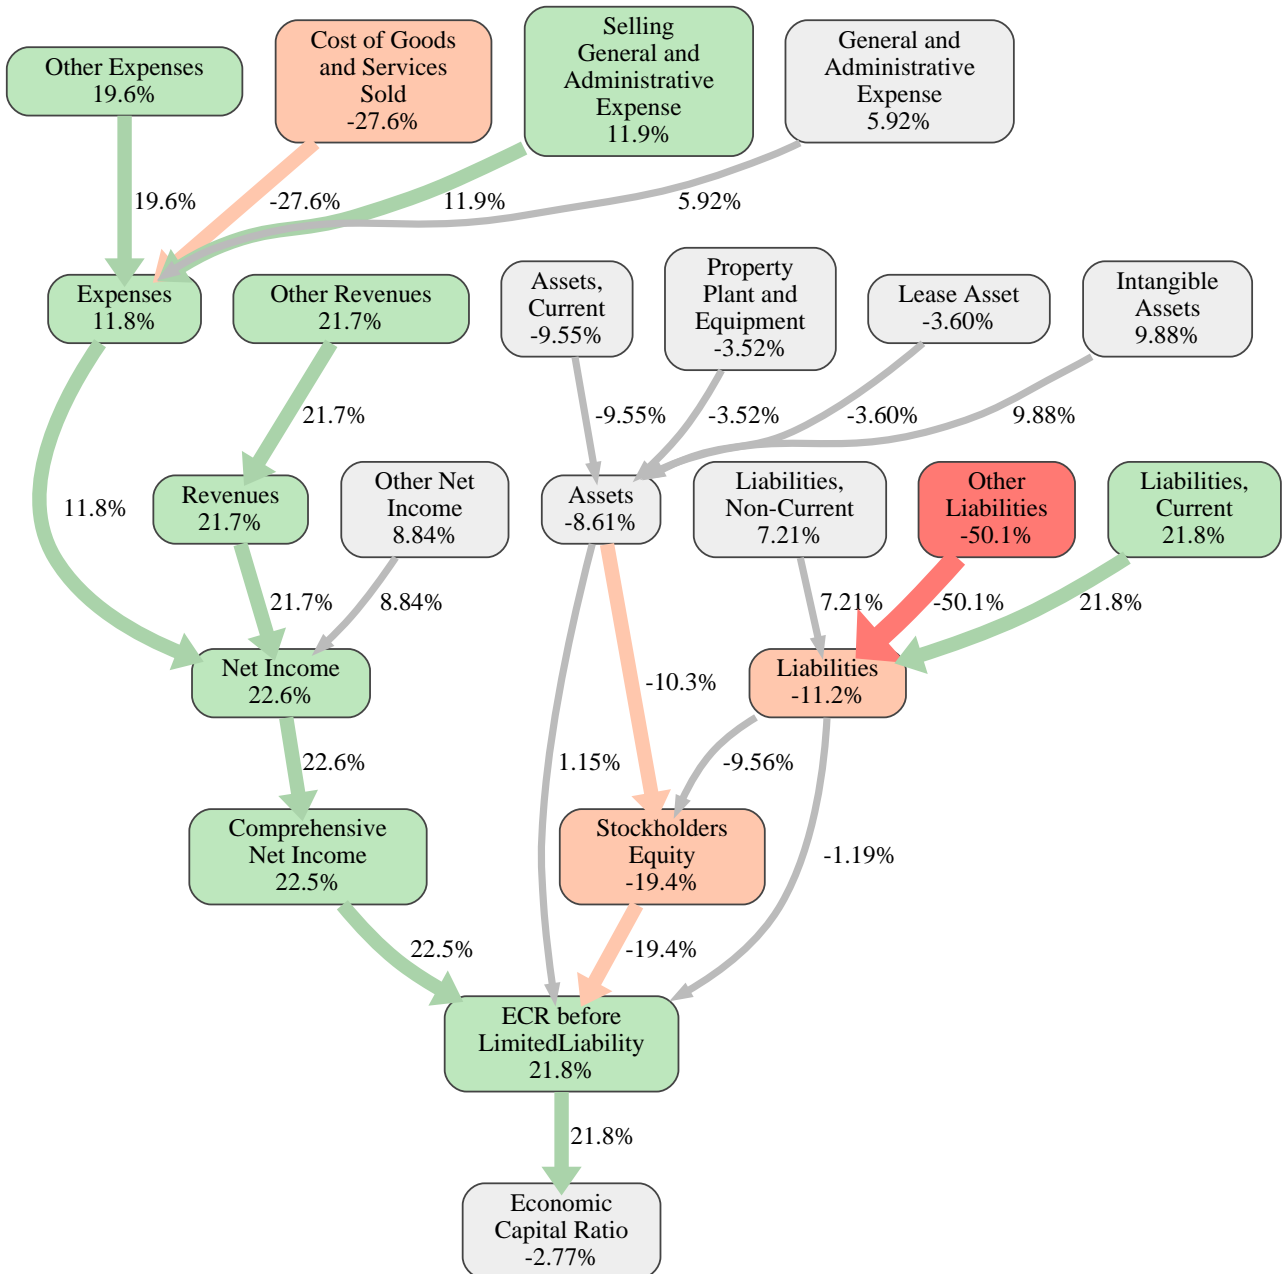 Other Expenses
19.6%
Cost of Goods
and Services
Sold
-27.6%
Selling
General and
Administrative
Expense
11.9%
General and
Administrative
Expense
5.92%
19.6%
-27.6%
11.9%
5.92%
Expenses
11.8%
Other Revenues
21.7%
Assets,
Current
-9.55%
Property
Plant and
Equipment
-3.52%
Lease Asset
-3.60%
Intangible
Assets
9.88%
21.7%
-9.55%
-3.52%
-3.60%
9.88%
11.8%
Revenues
21.7%
Other Net
Income
8.84%
Assets
-8.61%
Liabilities,
Non-Current
7.21%
Other
Liabilities
-50.1%
Liabilities,
Current
21.8%
21.7%
8.84%
7.21%
-50.1%
21.8%
Net Income
22.6%
-10.3%
Liabilities
-11.2%
22.6%
1.15%
-9.56%
Comprehensive
Net Income
22.5%
Stockholders
Equity
-19.4%
-1.19%
22.5%
-19.4%
ECR before
LimitedLiability
21.8%
21.8%
Economic
Capital Ratio
-2.77%